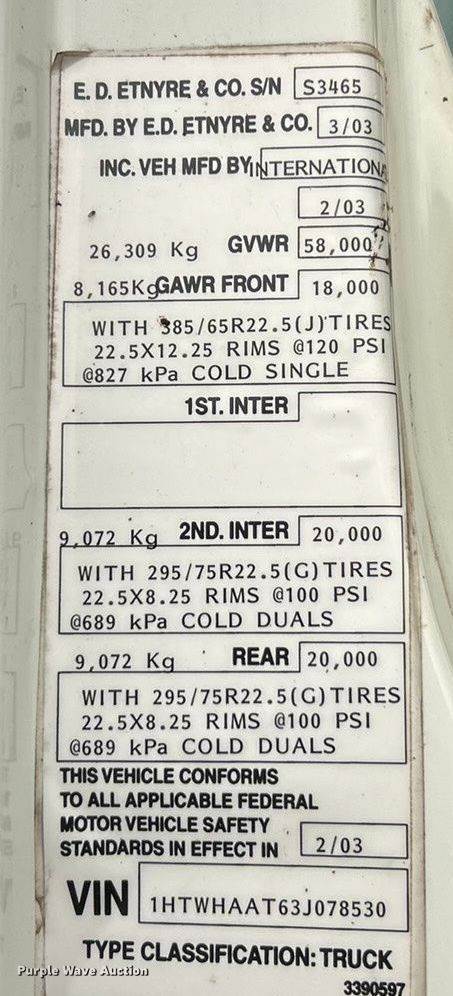 E. D. ETNYRE & CO. S/N S3465
MFD. BY E.D. ETNYRE & CO. 3/03
INC. VEH MFD BY INTERNATIONA
2/03
26,309 Kg GVWR 58,000
8,165Kg GAWR FRONT 18,000
WITH 385/65R22.5(J)TIRES
22.5X12.25 RIMS @120 PSI
@827 kPa COLD SINGLE
1ST. INTER
9,072 Kg 2ND. INTER 20,000
WITH 295/75R22.5(G)TIRES
22.5X8.25 RIMS @100 PSI
@689 kPa COLD DUALS
9,072 Kg REAR 20,000
WITH 295/75R22.5(G)TIRES
22.5X8.25 RIMS @100 PSI
@689 kPa COLD DUALS
THIS VEHICLE CONFORMS
TO ALL APPLICABLE FEDERAL
MOTOR VEHICLE SAFETY
STANDARDS IN EFFECT IN 2/03
VIN 1HTWHAAT63J078530
TYPE CLASSIFICATION: TRUCK
Purple Wave Auction
3390597